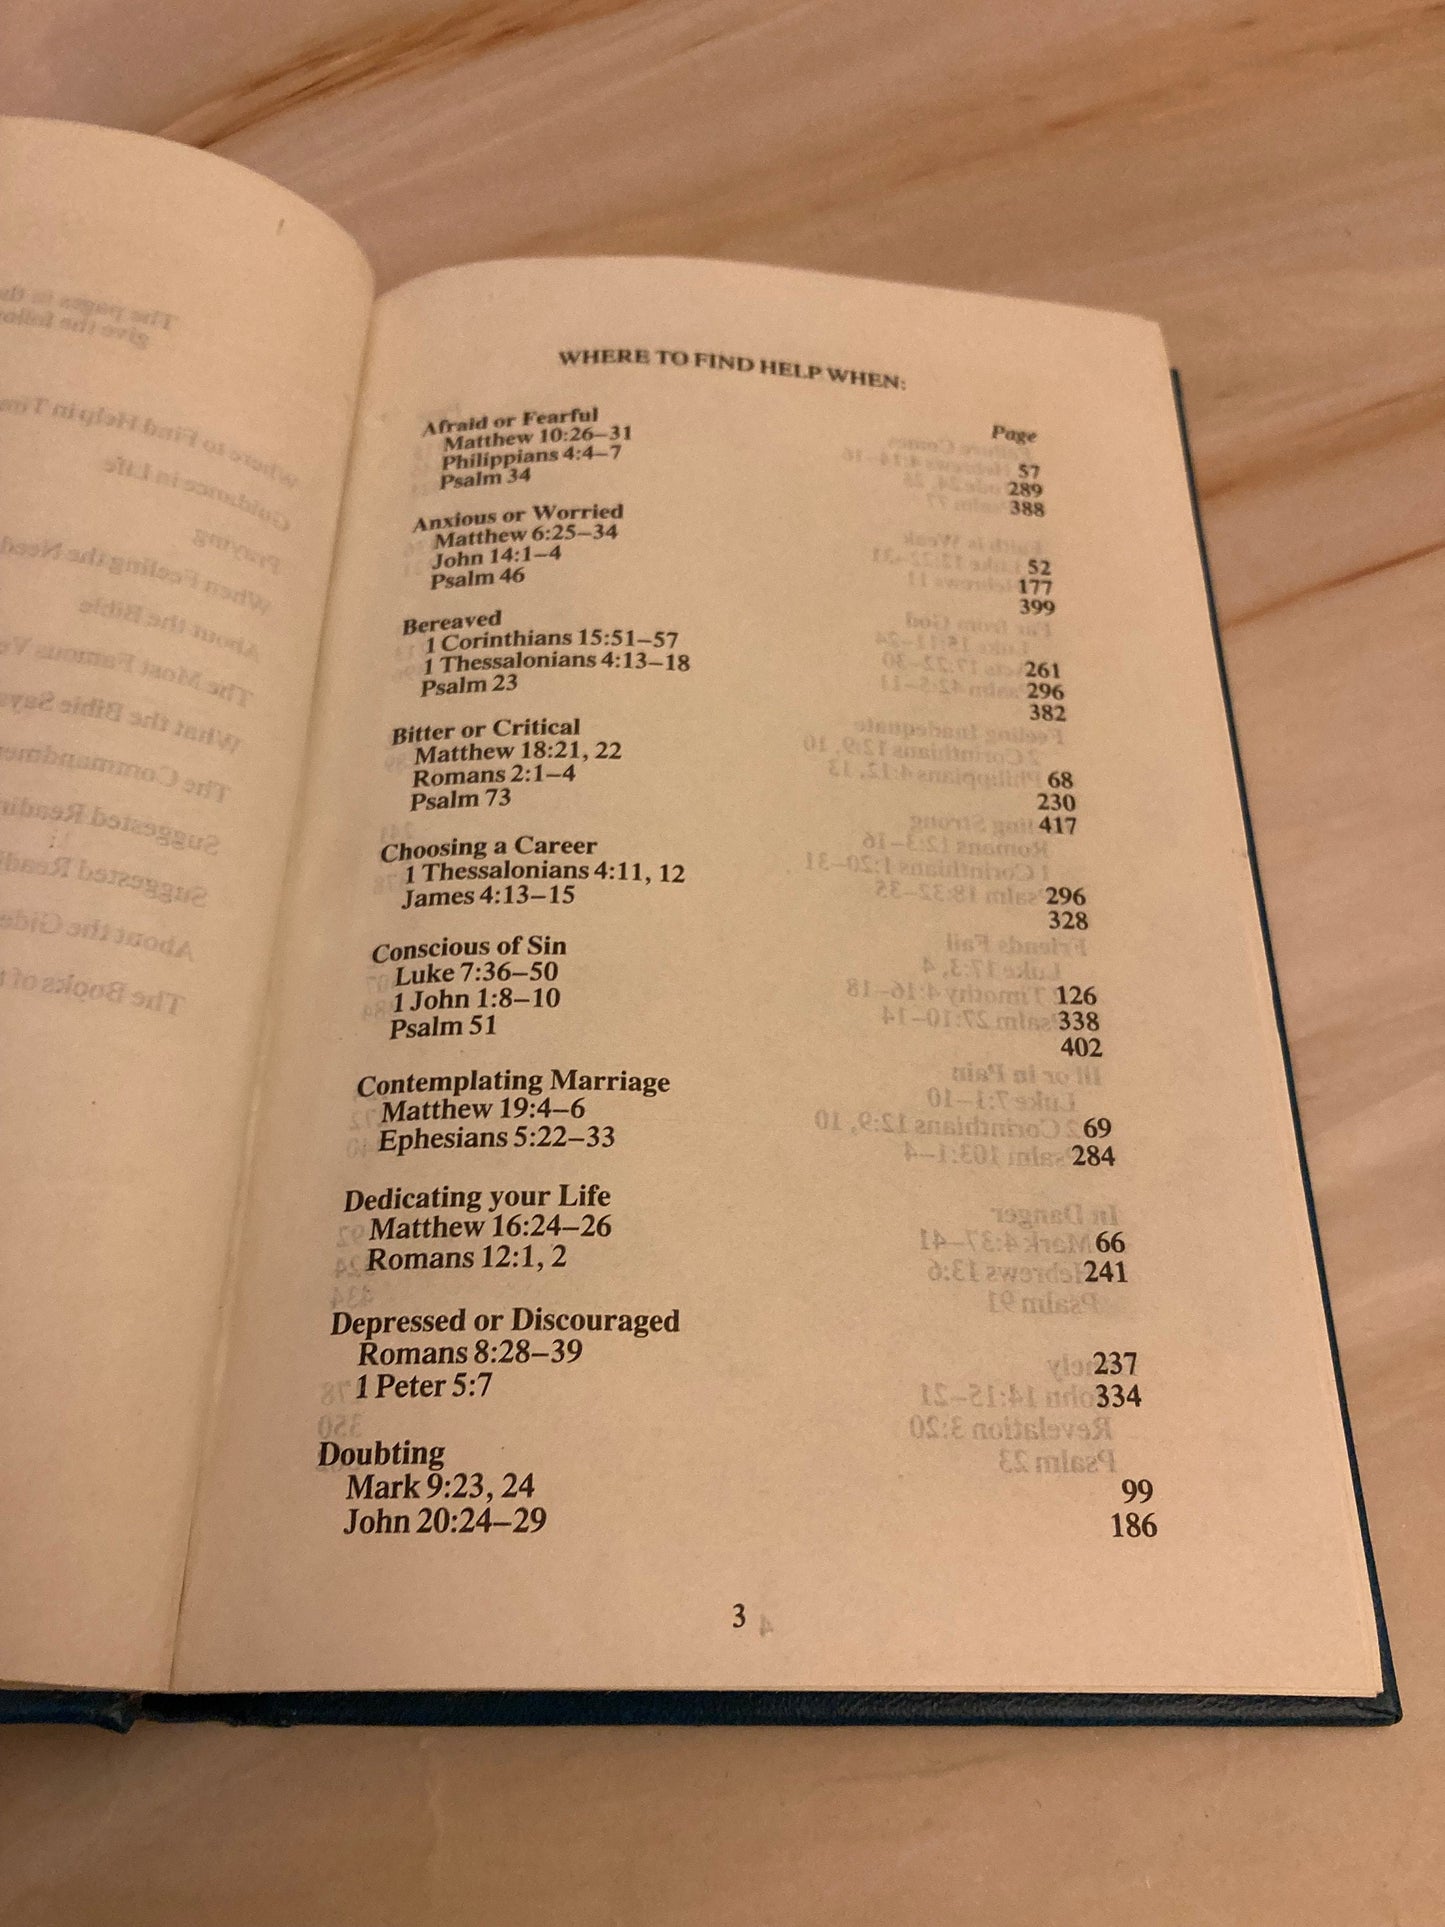 WHERE TO FIND HELP WHEN:
Page
Afraid or Fearful
Matthew 10:26–31 57
Philippians 4:4–7 289
Psalm 34 388
Anxious or Worried
Matthew 6:25–34 52
John 14:1–4 177
Psalm 46 399
Bereaved
1 Corinthians 15:51–57 261
1 Thessalonians 4:13–18 296
Psalm 23 382
Bitter or Critical
Matthew 18:21, 22 68
Romans 2:1–4 230
Psalm 73 417
Choosing a Career
1 Thessalonians 4:11, 12 296
James 4:13–15 328
Conscious of Sin
Luke 7:36–50 126
1 John 1:8–10 338
Psalm 51 402
Contemplating Marriage
Matthew 19:4–6 69
Ephesians 5:22–33 284
Dedicating your Life
Matthew 16:24–26 66
Romans 12:1, 2 241
Depressed or Discouraged
Romans 8:28–39 237
1 Peter 5:7 334
Doubting
Mark 9:23, 24 99
John 20:24–29 186
3